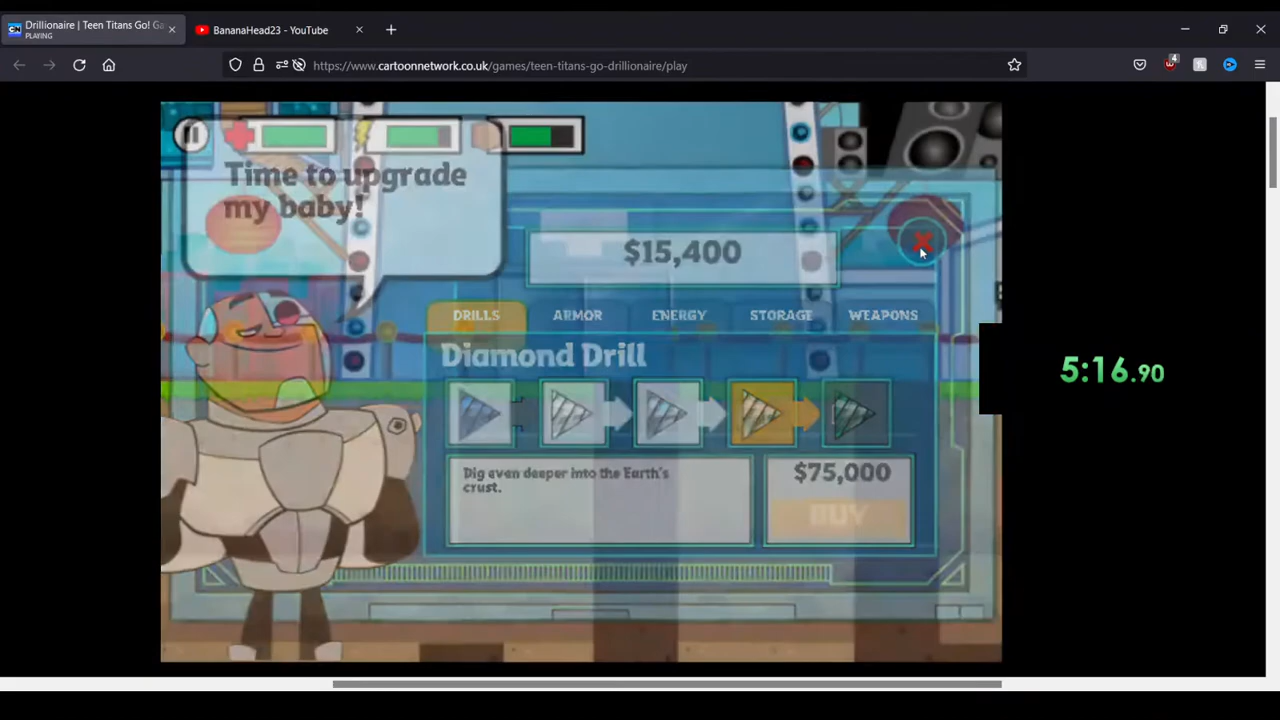 Drillionaire | Teen Titans Go! Ga
PLAYING
BananaHead23 - YouTube
https://www.cartoonnetwork.co.uk/games/teen-titans-go-drillionaire/play
4
Time to upgrade
my baby!
$15,400
DRILLS ARMOR ENERGY STORAGE WEAPONS
Diamond Drill
Dig even deeper into the Earth's
crust.
$75,000
BUY
5:16.90